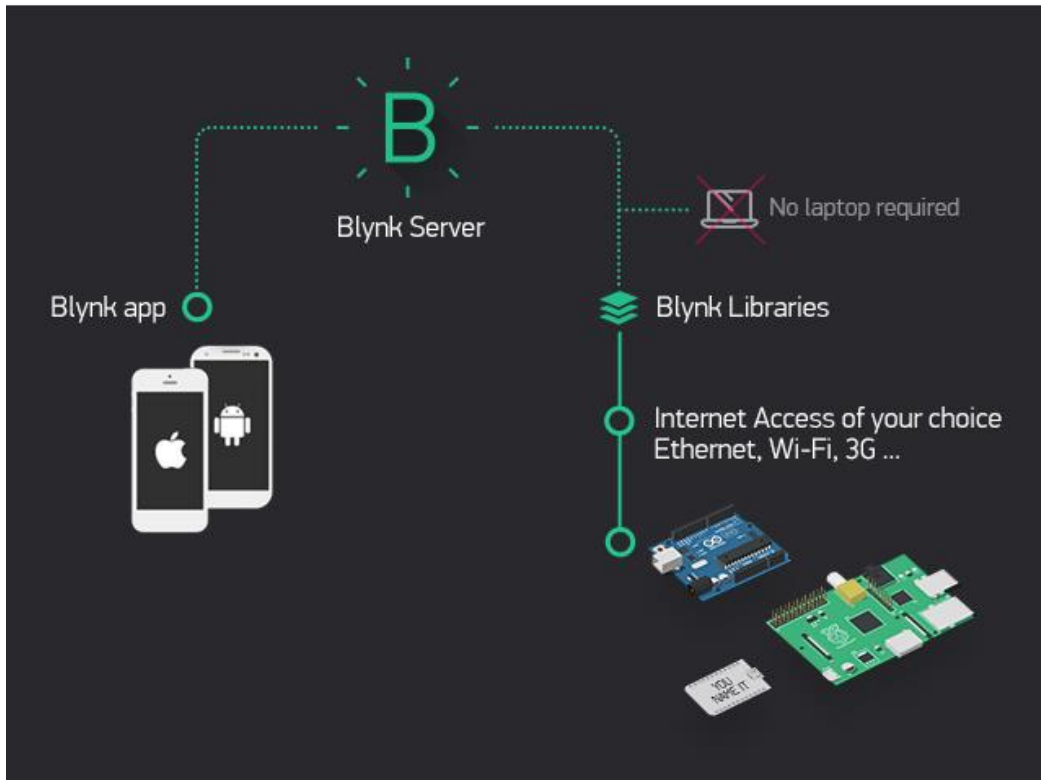 B
Blynk Server
No laptop required
Blynk app
Blynk Libraries
Internet Access of your choice
Ethernet, Wi-Fi, 3G ...
YOU
NAME IT